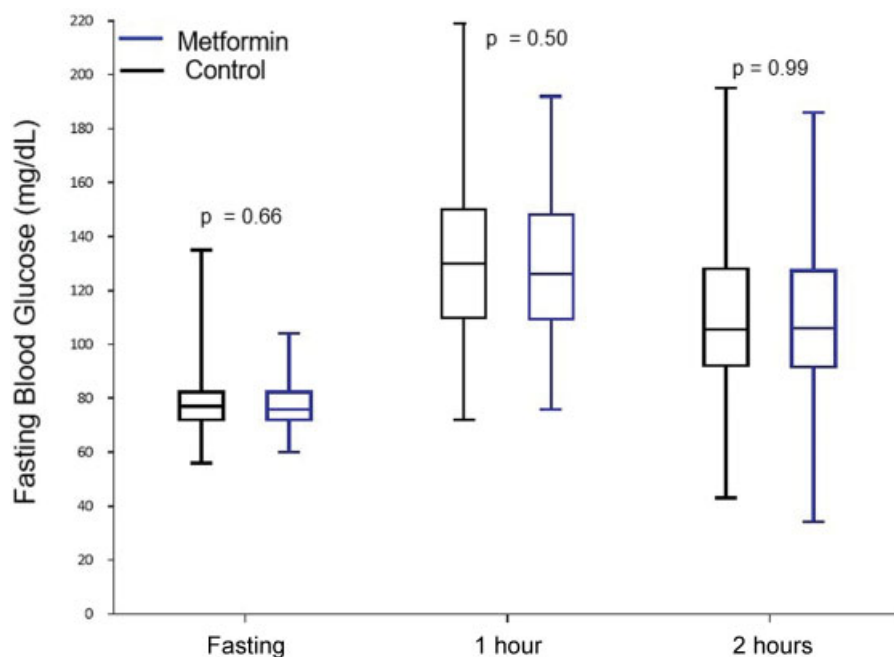 Fasting Blood Glucose (mg/dL)
220
200
180
160
140
120
100
80
60
40
20
0
Metformin
Control
p = 0.66
p = 0.50
p = 0.99
Fasting
1 hour
2 hours